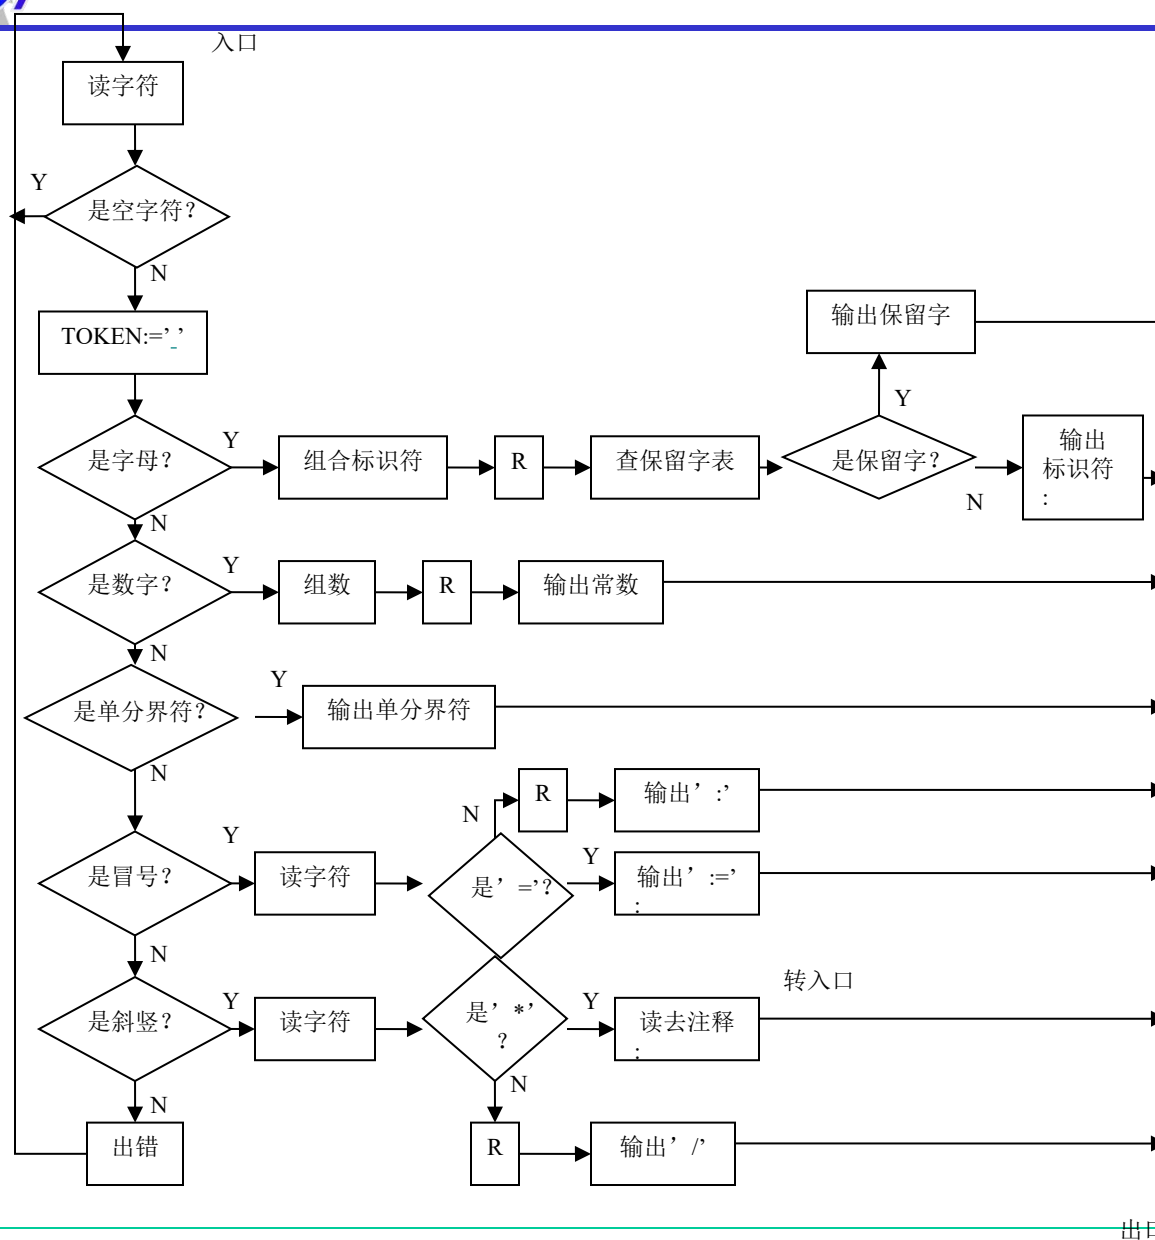 入口
读字符
Y
是空字符?
N
TOKEN:=’ ’
输出保留字
Y
是字母?
Y
组合标识符
R
查保留字表
是保留字?
N
输出
标识符
:
N
是数字?
Y
组数
R
输出常数
N
是单分界符?
Y
输出单分界符
N
N
R
输出’:’
是冒号?
Y
读字符
是’=’?
Y
输出’:=’
:
N
转入口
是斜竖?
Y
读字符
是’*’
?
Y
读去注释
:
N
N
出错
R
输出’/’
出口